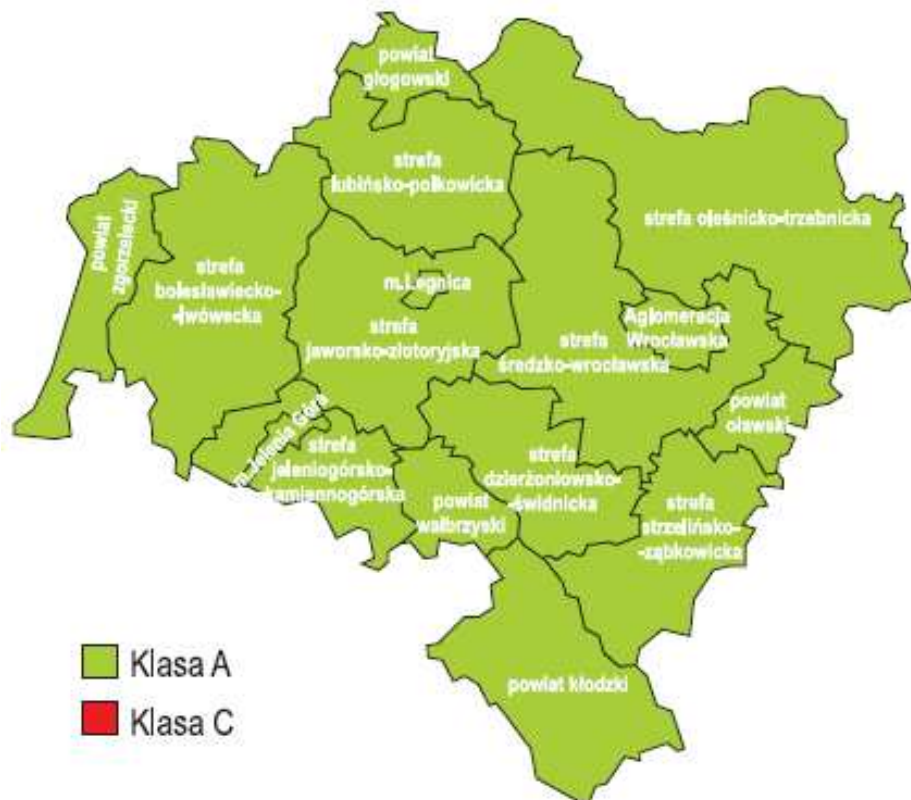 powiat
głogowski
strefa
lubińsko-polkowicka
strefa oleśnicko-trzebnicka
powiat
zgorzelecki
strefa
bolesławiecko-
-lwówecka
m.Legnica
strefa
jaworsko-złotoryjska
Aglomeracja
Wrocławska
strefa
średzko-wrocławska
powiat
oławski
m.Jelenia Góra
strefa
jeleniogórsko-
-kamiennogórska
strefa
dzierżoniowsko-
-świdnicka
powiat
wałbrzyski
strefa
strzelińsko-
-ząbkowicka
powiat kłodzki
Klasa A
Klasa C